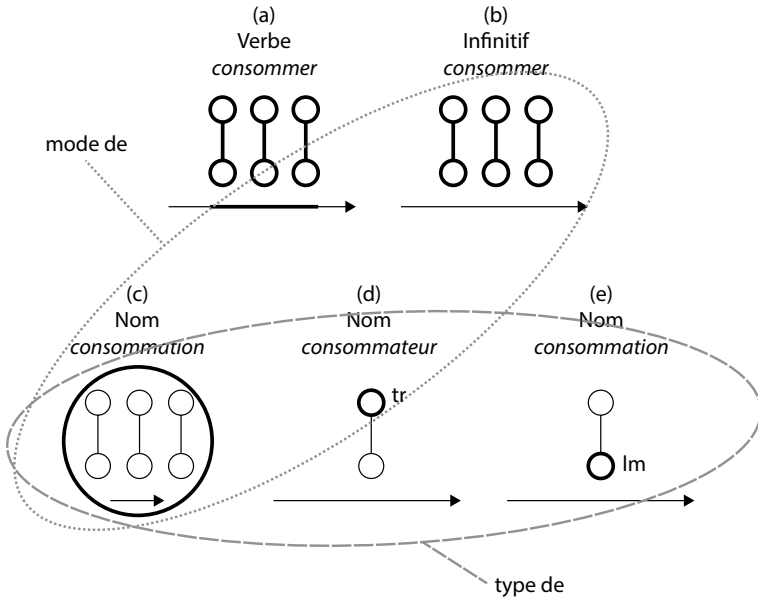 (a)
Verbe
consommer
(b)
Infinitif
consommer
mode de
(c)
Nom
consommation
(d)
Nom
consommateur
(e)
Nom
consommation
tr
lm
type de